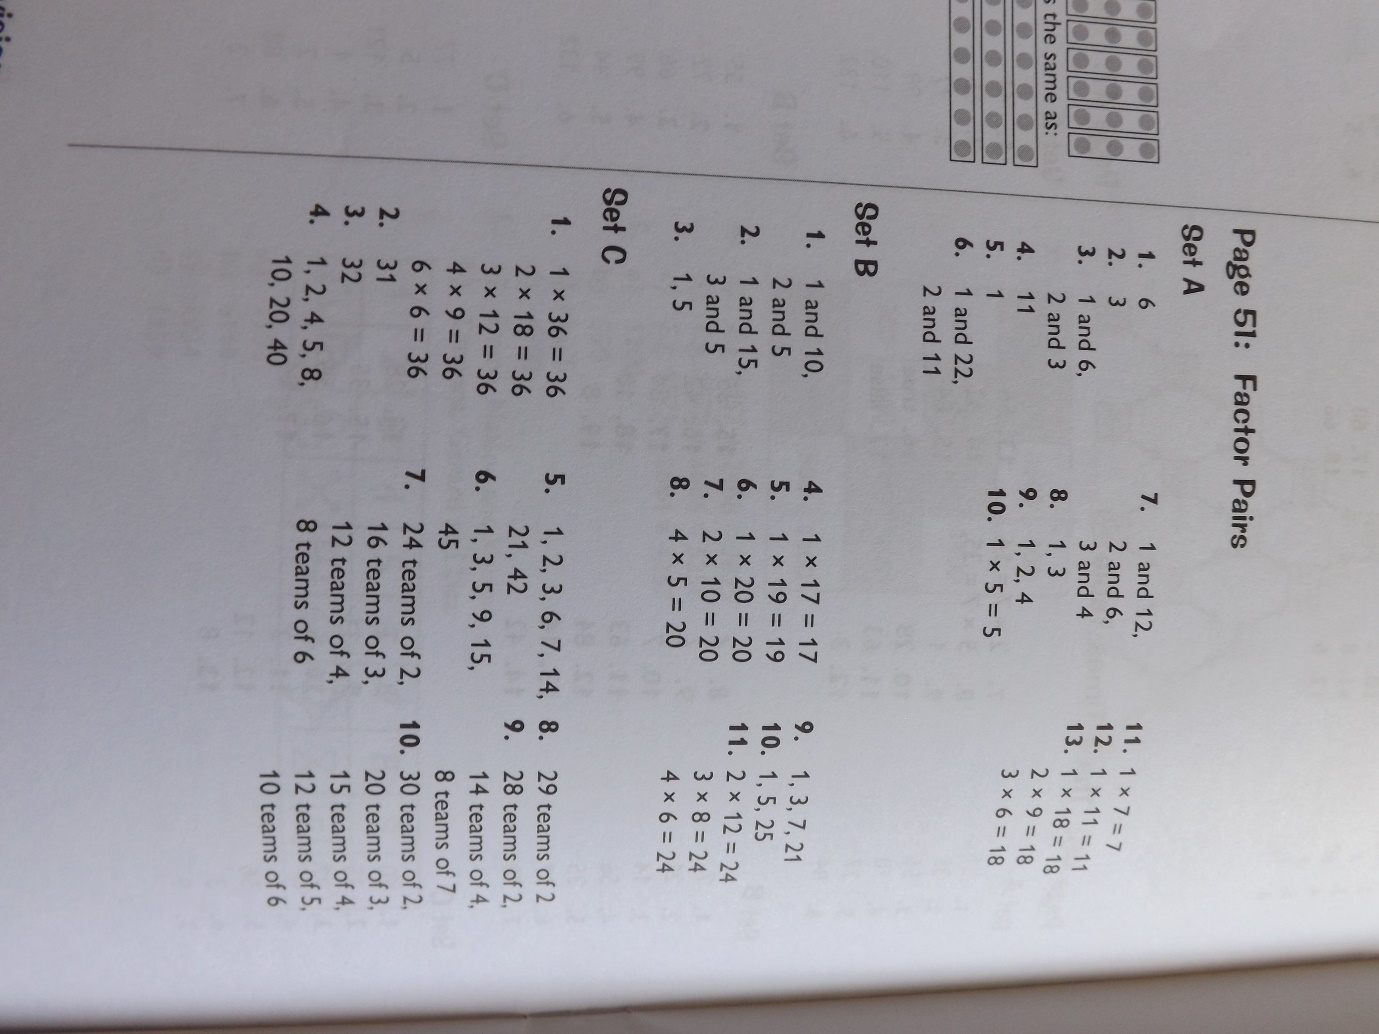 s the same as:
Page 51: Factor Pairs
Set A
1. 6
2. 3
3. 1 and 6,
2 and 3
4. 11
5. 1
6. 1 and 22,
2 and 11
7. 1 and 12,
2 and 6,
3 and 4
8. 1, 3
9. 1, 2, 4
10. 1 × 5 = 5
11. 1 × 7 = 7
12. 1 × 11 = 11
13. 1 × 18 = 18
2 × 9 = 18
3 × 6 = 18
Set B
1. 1 and 10,
2 and 5
2. 1 and 15,
3 and 5
3. 1, 5
4. 1 × 17 = 17
5. 1 × 19 = 19
6. 1 × 20 = 20
7. 2 × 10 = 20
8. 4 × 5 = 20
9. 1, 3, 7, 21
10. 1, 5, 25
11. 2 × 12 = 24
3 × 8 = 24
4 × 6 = 24
Set C
1. 1 × 36 = 36
2 × 18 = 36
3 × 12 = 36
4 × 9 = 36
6 × 6 = 36
2. 31
3. 32
4. 1, 2, 4, 5, 8,
10, 20, 40
5. 1, 2, 3, 6, 7, 14,
21, 42
6. 1, 3, 5, 9, 15,
45
7. 24 teams of 2,
16 teams of 3,
12 teams of 4,
8 teams of 6
8. 29 teams of 2
9. 28 teams of 2,
14 teams of 4,
8 teams of 7
10. 30 teams of 2,
20 teams of 3,
15 teams of 4,
12 teams of 5,
10 teams of 6